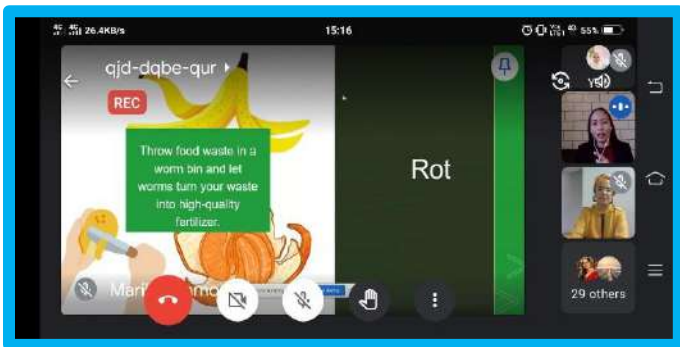 26.4KB/s
15:16
55%
qjd-dqbe-qur
REC
Throw food waste in a
worm bin and let
worms turn your waste
into high-quality
fertilizer.
Rot
29 others